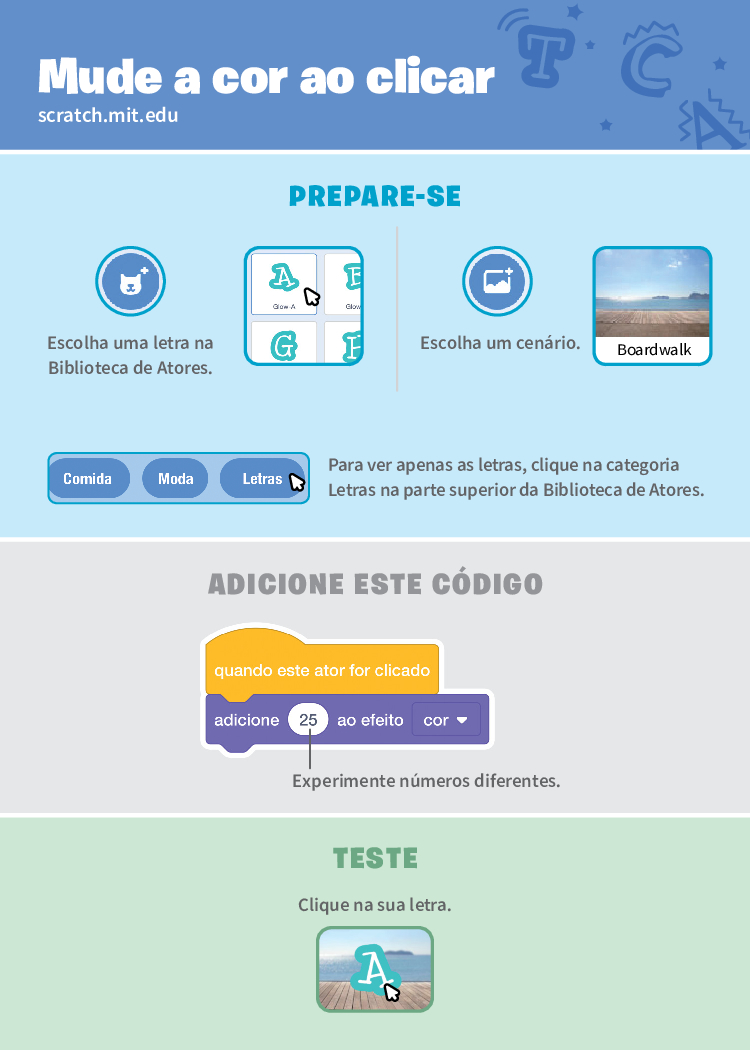 T C A
Mude a cor ao clicar
scratch.mit.edu
PREPARE-SE
A
Glow-A
Glow
G
Escolha uma letra na
Biblioteca de Atores.
Escolha um cenário.
Boardwalk
Comida Moda Letras
Para ver apenas as letras, clique na categoria
Letras na parte superior da Biblioteca de Atores.
ADICIONE ESTE CÓDIGO
quando este ator for clicado
adicione 25 ao efeito cor
Experimente números diferentes.
TESTE
Clique na sua letra.
A